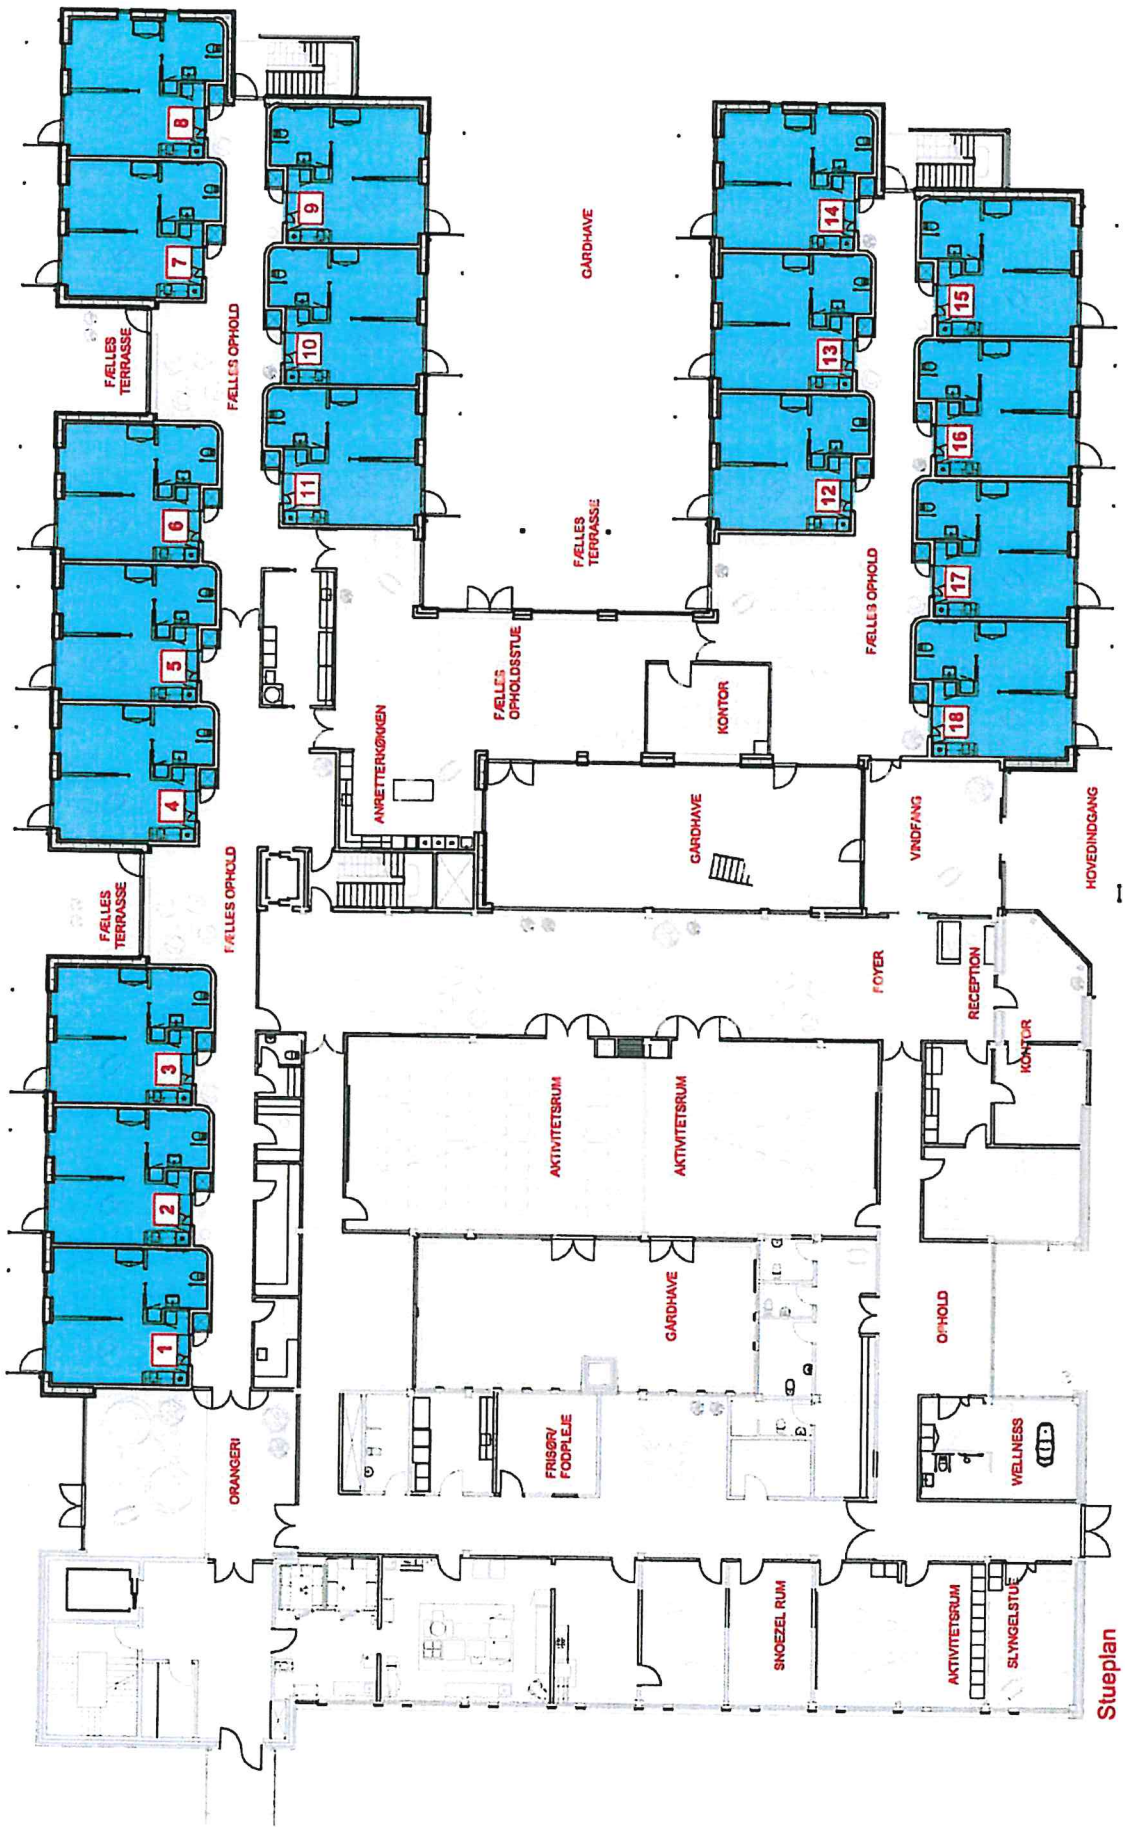 FÆLLES
TERRASSE
FÆLLES
TERRASSE
1
2
3
4
5
6
7
8
ORANGERI
FÆLLES OPHOLD
FÆLLES OPHOLD
11
10
9
ANRETTERKØKKEN
FÆLLES
OPHOLDSSTUE
FRISØR/
FODPLEJE
AKTIVITETSRUM
FÆLLES
TERRASSE
GÅRDHAVE
GÅRDHAVE
AKTIVITETSRUM
GÅRDHAVE
KONTOR
SNOEZEL RUM
12
13
14
FOYER
FÆLLES OPHOLD
VINDFANG
OPHOLD
AKTIVITETSRUM
RECEPTION
18
17
16
15
SLYNGELSTUE
WELLNESS
KONTOR
HOVEDINDGANG
Stueplan